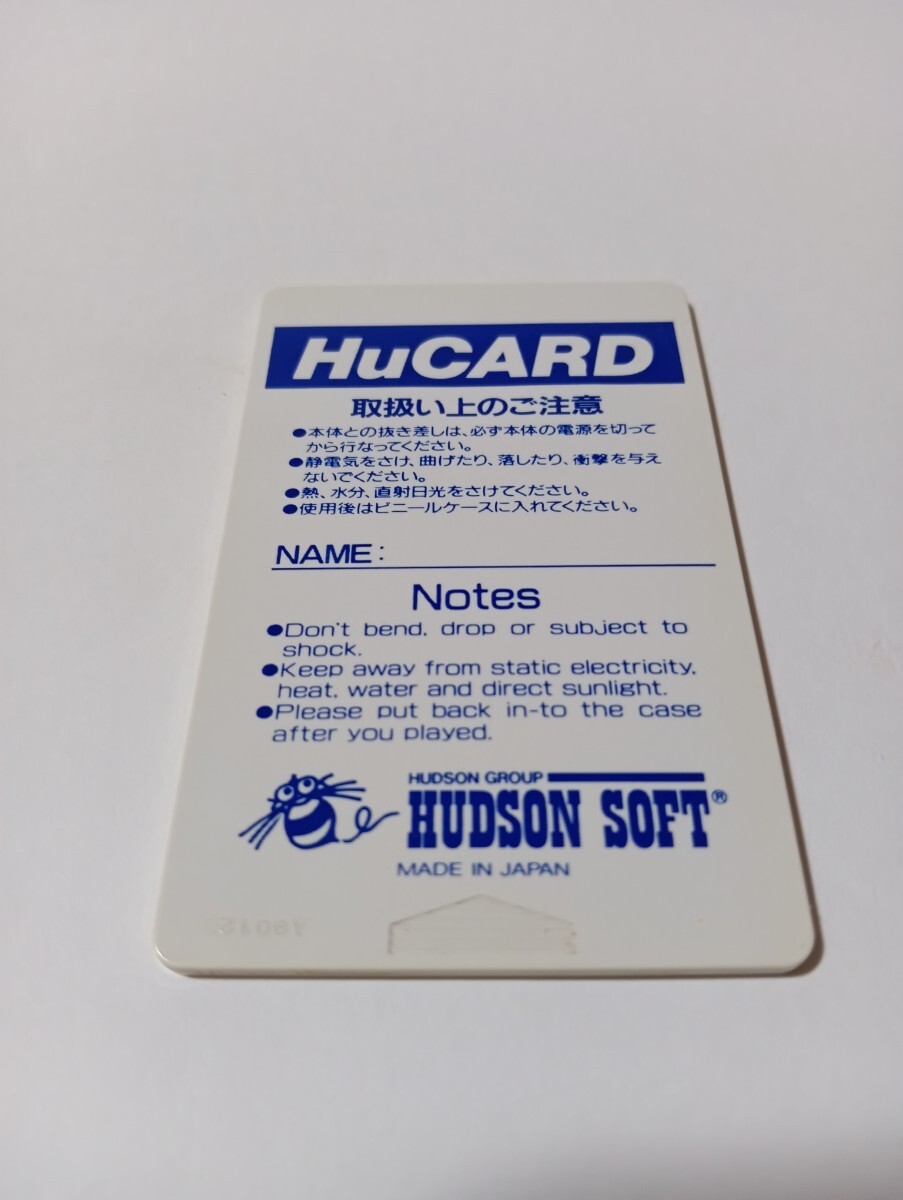 HuCARD
取扱い上のご注意
●本体との抜き差しは、必ず本体の電源を切って
から行なってください。
●静電気をさけ、曲げたり、落したり、衝撃を与え
ないでください。
●熱、水分、直射日光をさけてください。
●使用後はビニールケースに入れてください。
NAME:
Notes
●Don't bend, drop or subject to
shock.
●Keep away from static electricity,
heat, water and direct sunlight.
●Please put back in-to the case
after you played.
HUDSON GROUP
HUDSON SOFT®
MADE IN JAPAN